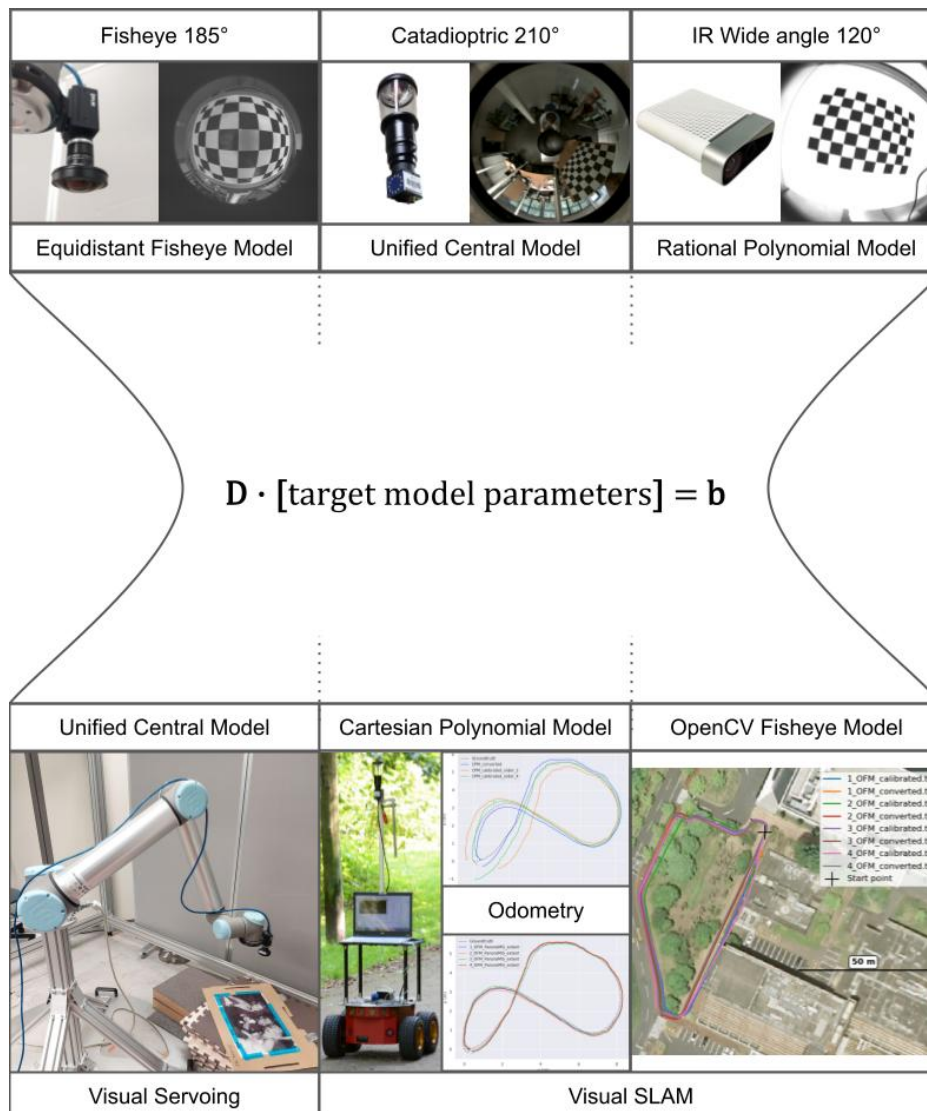 Fisheye 185°
Catadioptric 210°
IR Wide angle 120°
Equidistant Fisheye Model
Unified Central Model
Rational Polynomial Model
D · [target model parameters] = b
Unified Central Model
Cartesian Polynomial Model
OpenCV Fisheye Model
1_OFM_calibrated.t
1_OFM_converted.t
2_OFM_calibrated.t
2_OFM_converted.t
3_OFM_calibrated.t
3_OFM_converted.t
4_OFM_calibrated.t
4_OFM_converted.t
Start point
Odometry
50 m
Visual Servoing
Visual SLAM